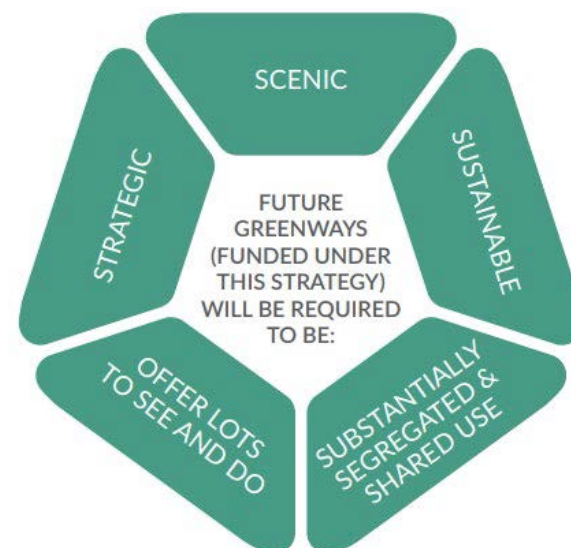 SCENIC
SUSTAINABLE
SUBSTANTIALLY
SEGREGATED &
SHARED USE
OFFER LOTS
TO SEE AND DO
STRATEGIC
FUTURE
GREENWAYS
(FUNDED UNDER
THIS STRATEGY)
WILL BE REQUIRED
TO BE: